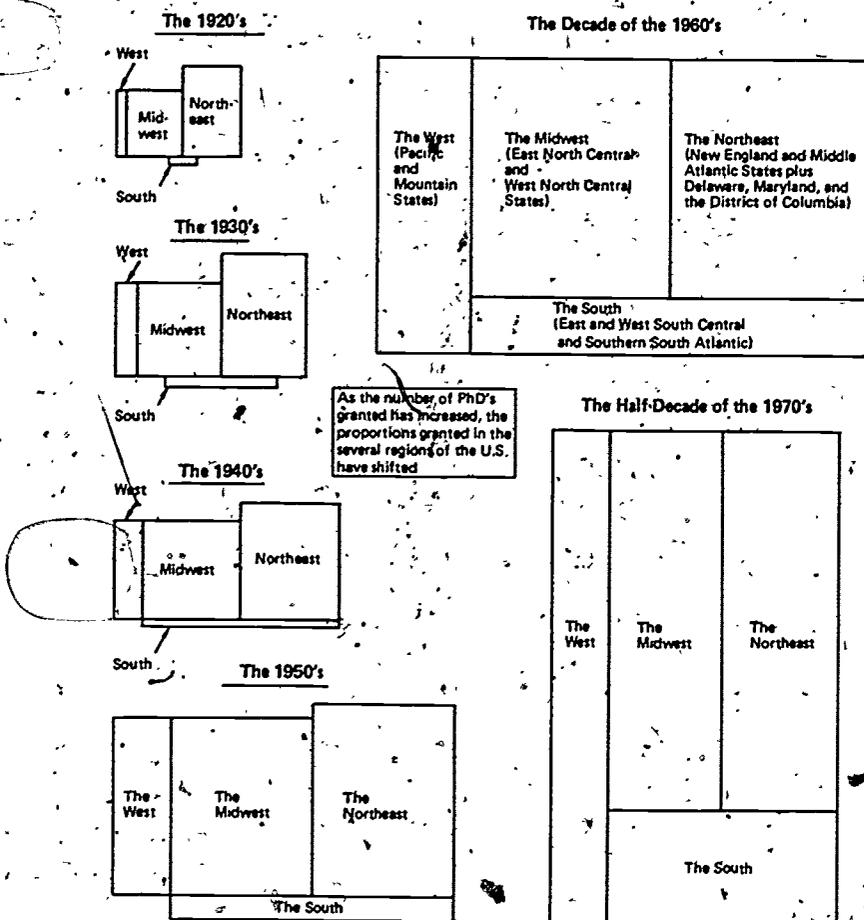 The 1920's
West
Mid-
west
North-
east
South
The 1930's
West
Midwest
Northeast
South
The 1940's
West
Midwest
Northeast
South
The 1950's
The
West
The
Midwest
The
Northeast
The South
The Decade of the 1960's
The West
(Pacific
and
Mountain
States)
The Midwest
(East North Central
and
West North Central
States)
The Northeast
(New England and Middle
Atlantic States plus
Delaware, Maryland, and
the District of Columbia)
The South
(East and West South Central
and Southern South Atlantic)
As the number of PhD's
granted has increased, the
proportions granted in the
several regions of the U.S.
have shifted
The Half-Decade of the 1970's
The
West
The
Midwest
The
Northeast
The South